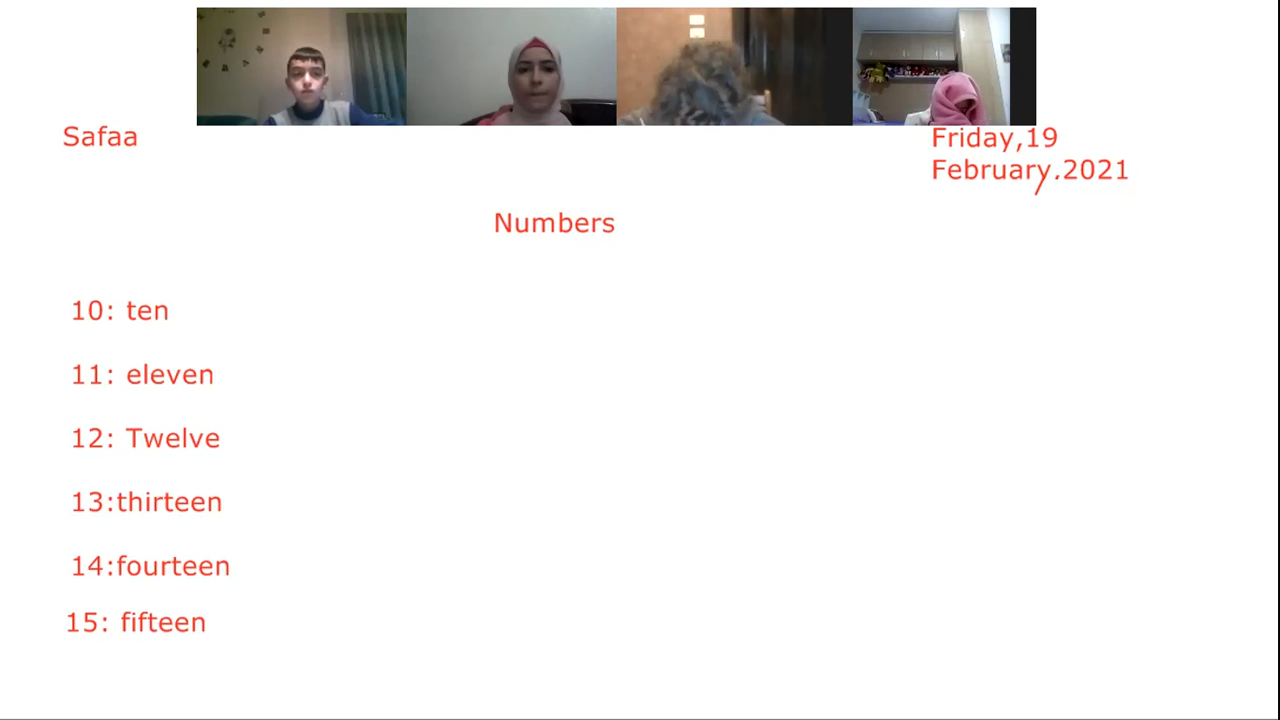 Safaa
Friday,19
February.2021
Numbers
10: ten
11: eleven
12: Twelve
13:thirteen
14:fourteen
15: fifteen